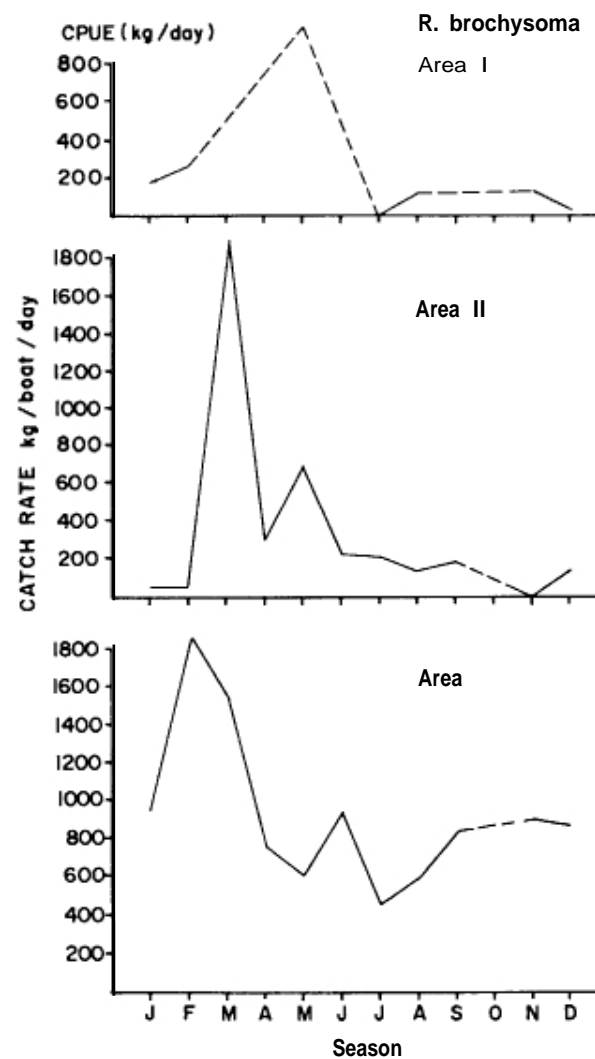 CPUE (kg/day)
R. brochysoma
Area I
800
600
400
200
CATCH RATE kg/boat/day
1800
1600
1400
1200
1000
800
600
400
200
Area II
1800
1600
1400
1200
1000
800
600
400
200
Area
J F M A M J J A S O N D
Season